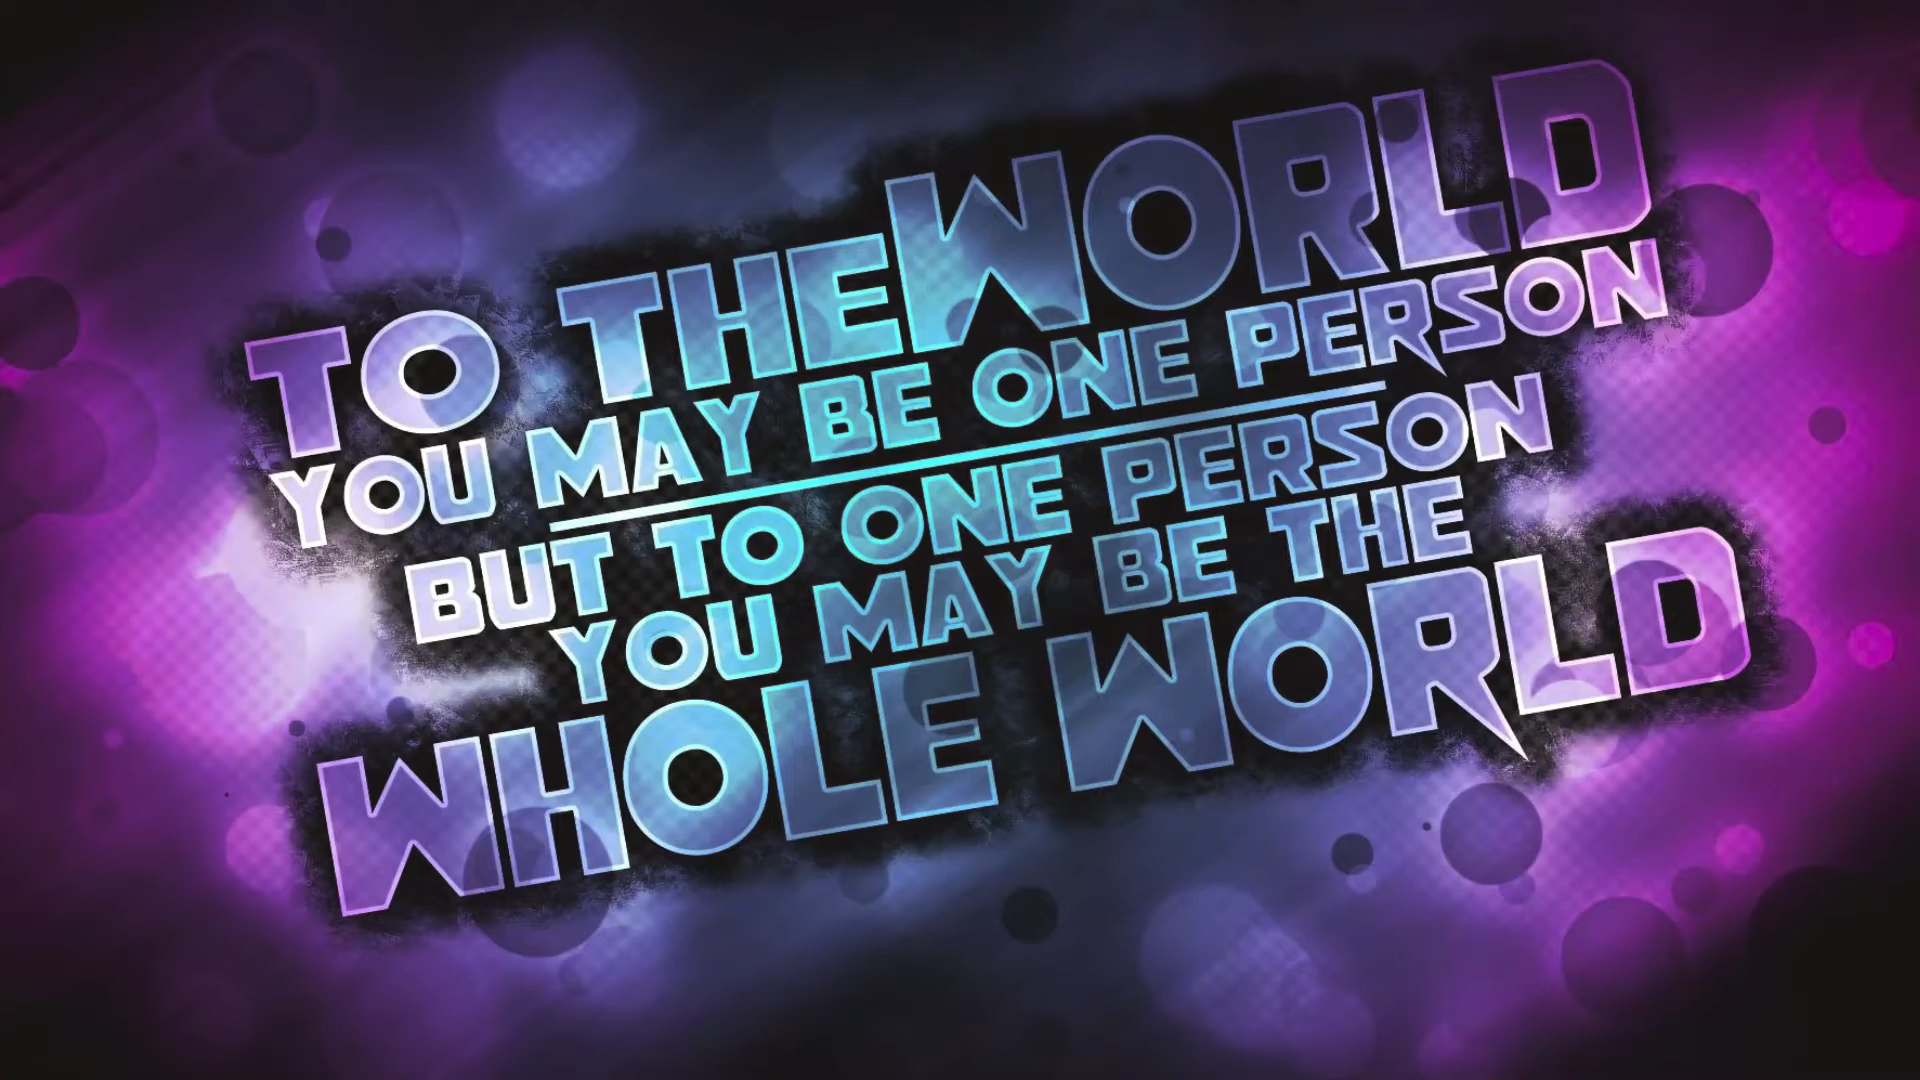 TO THE WORLD
YOU MAY BE ONE PERSON
BUT TO ONE PERSON
YOU MAY BE THE
WHOLE WORLD